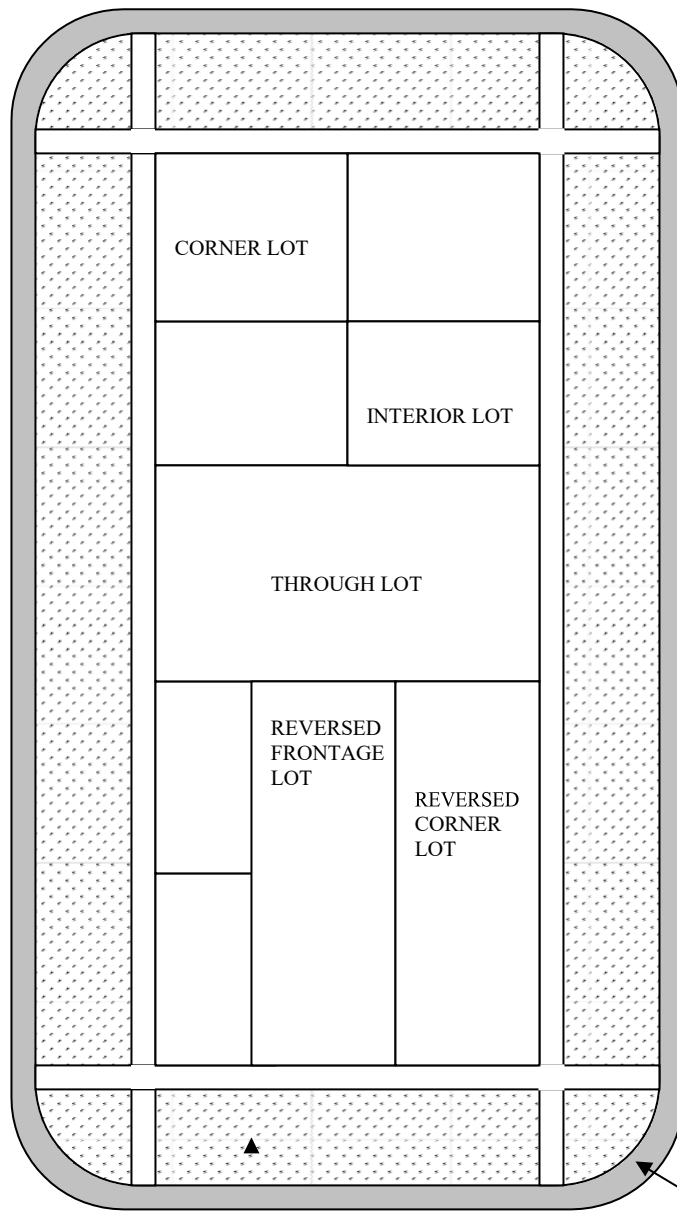 CORNER LOT
INTERIOR LOT
THROUGH LOT
REVERSED
FRONTAGE
LOT
REVERSED
CORNER
LOT